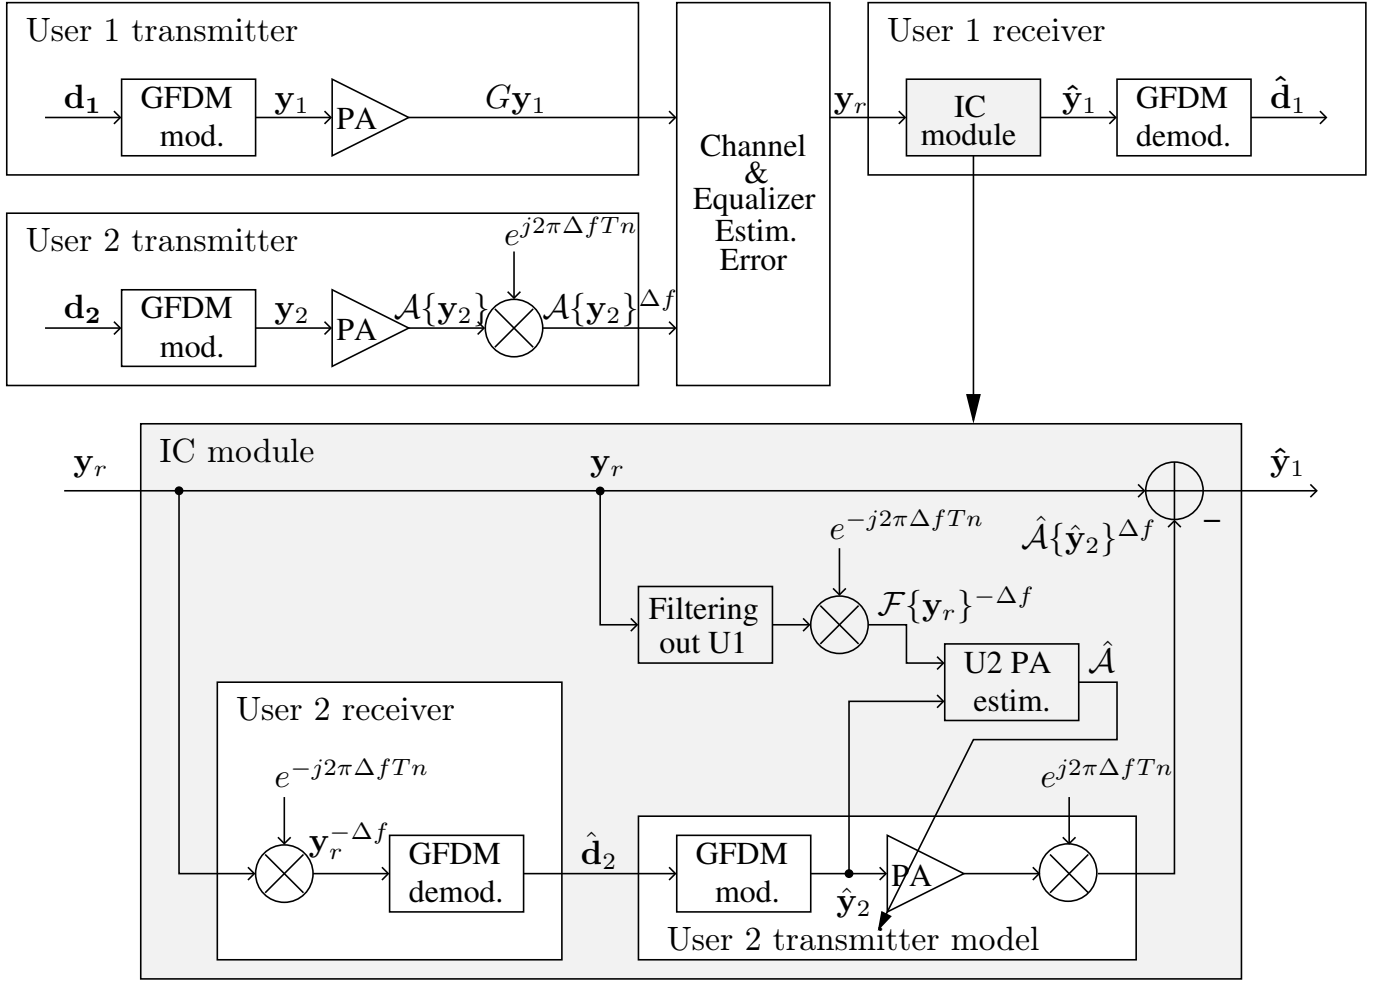 User 1 transmitter
𝐝𝟏
GFDM
mod.
𝐲₁
PA
G𝐲₁
Channel
&
Equalizer
Estim.
Error
𝐲ᵣ
User 1 receiver
IC
module
𝐲̂₁
GFDM
demod.
𝐝̂₁
User 2 transmitter
𝐝𝟐
GFDM
mod.
𝐲₂
PA
𝒜{𝐲₂}
e^{j2πΔfTn}
𝒜{𝐲₂}^{Δf}
IC module
𝐲ᵣ
𝐲ᵣ
𝐲̂₁
–
𝒜̂{𝐲̂₂}^{Δf}
e^{−j2πΔfTn}
Filtering
out U1
ℱ{𝐲ᵣ}^{−Δf}
U2 PA
estim.
𝒜̂
User 2 receiver
e^{−j2πΔfTn}
𝐲ᵣ^{−Δf}
GFDM
demod.
𝐝̂₂
GFDM
mod.
𝐲̂₂
PA
e^{j2πΔfTn}
User 2 transmitter model